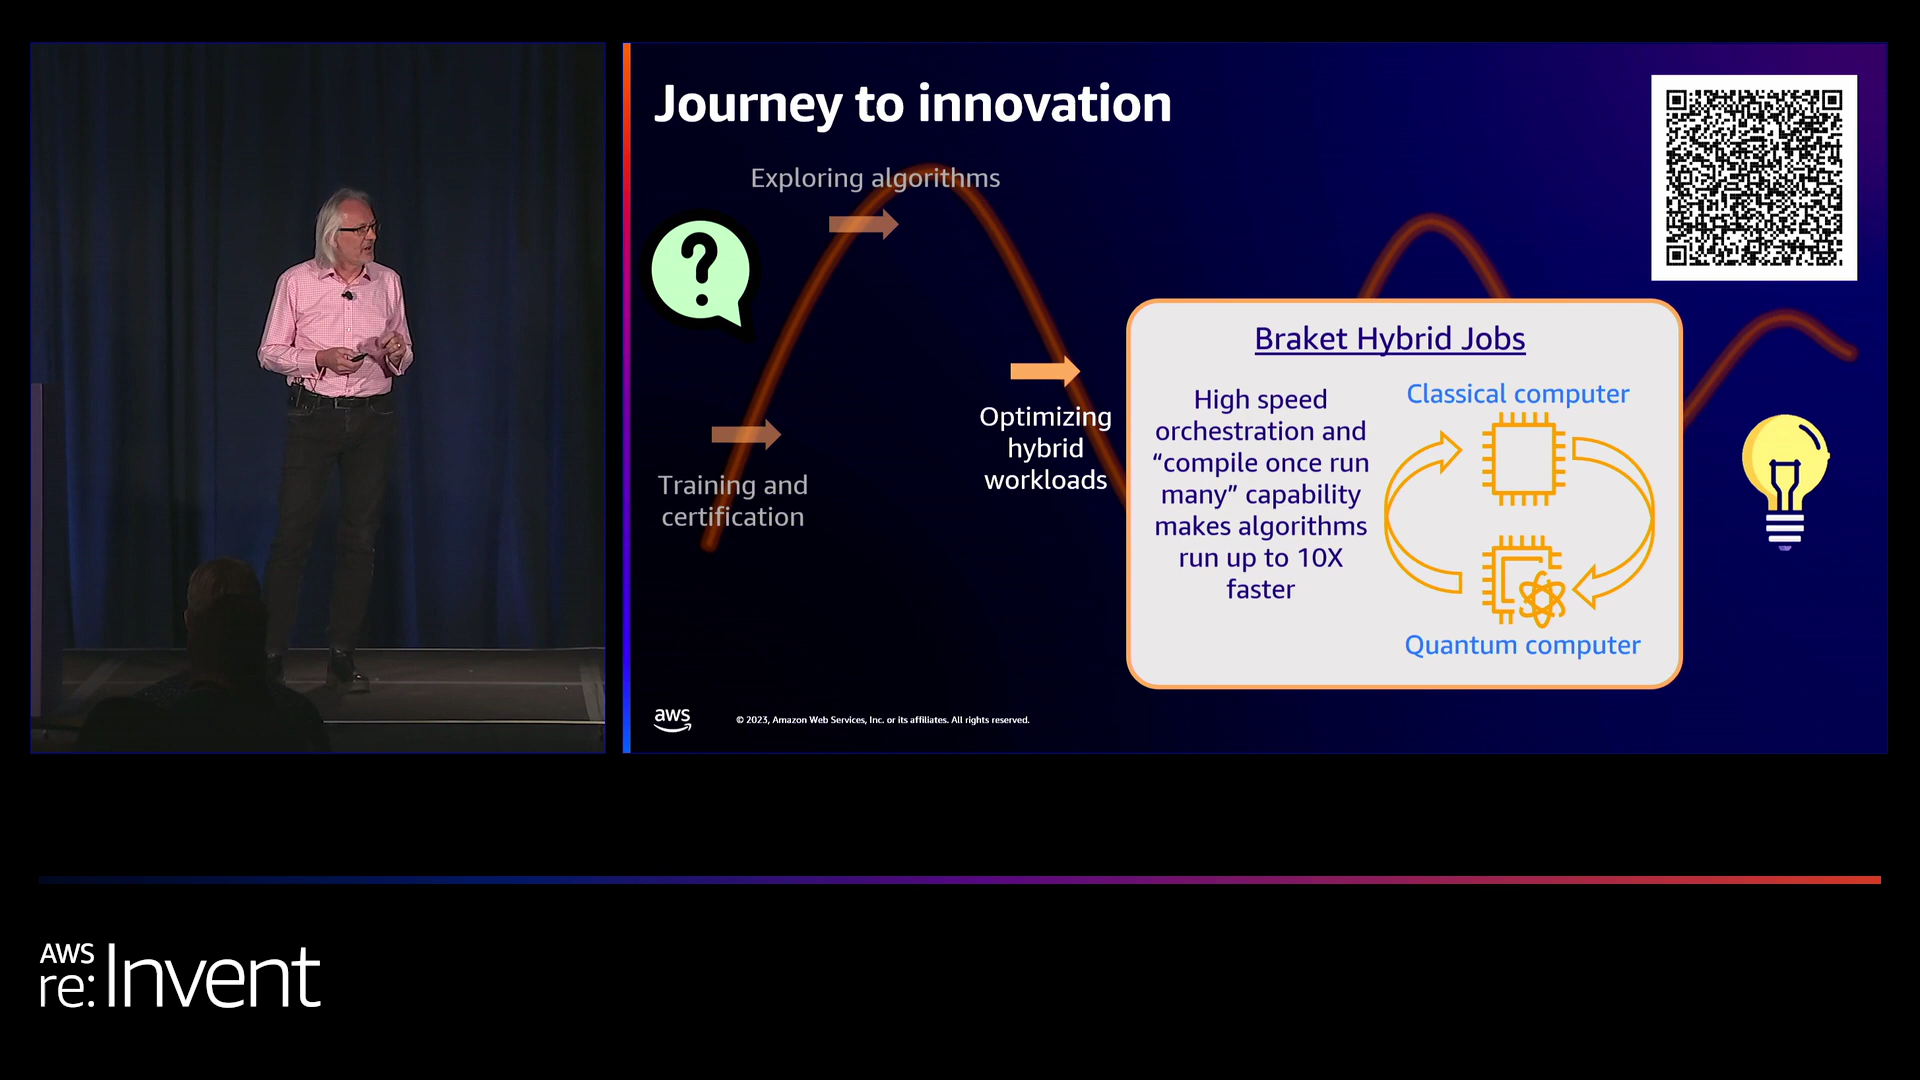 Journey to innovation
Exploring algorithms
?
Training and
certification
Optimizing
hybrid
workloads
Braket Hybrid Jobs
High speed
orchestration and
“compile once run
many” capability
makes algorithms
run up to 10X
faster
Classical computer
Quantum computer
aws
© 2023, Amazon Web Services, Inc. or its affiliates. All rights reserved.
AWS
re:Invent